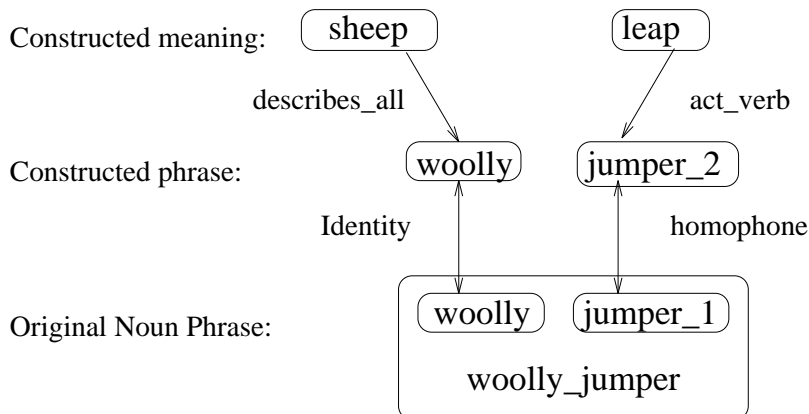 Constructed meaning: sheep leap
describes_all act_verb
Constructed phrase: woolly jumper_2
Identity homophone
Original Noun Phrase: woolly jumper_1
woolly_jumper